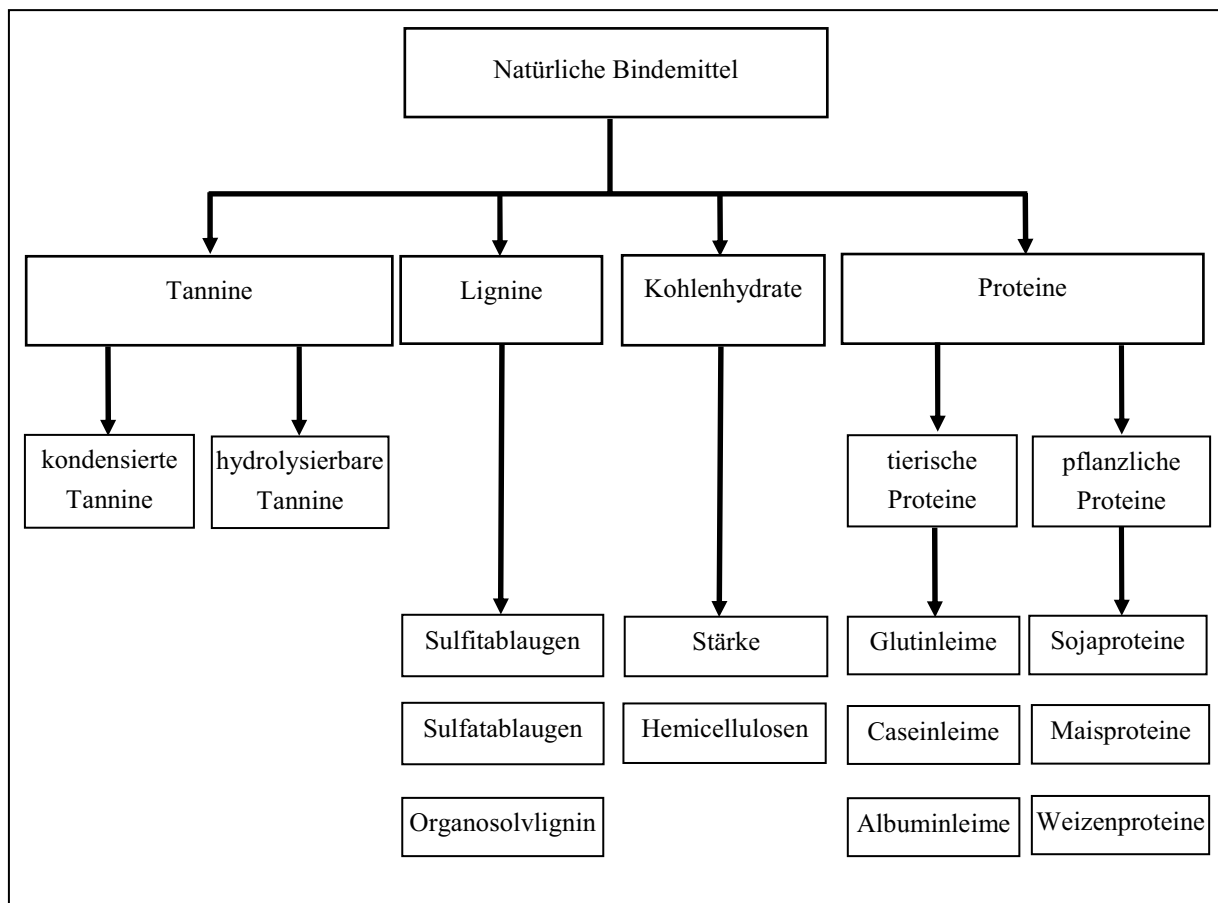 Natürliche Bindemittel
Tannine
Lignine
Kohlenhydrate
Proteine
kondensierte
Tannine
hydrolysierbare
Tannine
tierische
Proteine
pflanzliche
Proteine
Sulfitablaugen
Stärke
Glutinleime
Sojaproteine
Sulfatablaugen
Hemicellulosen
Caseinleime
Maisproteine
Organosolvlignin
Albuminleime
Weizenproteine